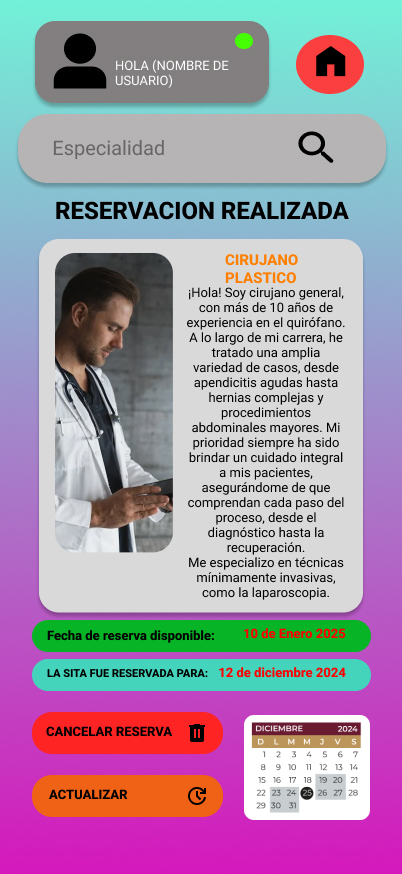 HOLA (NOMBRE DE
USUARIO)
Especialidad
RESERVACION REALIZADA
CIRUJANO
PLASTICO
¡Hola! Soy cirujano general,
con más de 10 años de
experiencia en el quirófano.
A lo largo de mi carrera, he
tratado una amplia
variedad de casos, desde
apendicitis agudas hasta
hernias complejas y
procedimientos
abdominales mayores. Mi
prioridad siempre ha sido
brindar un cuidado integral
a mis pacientes,
asegurándome de que
comprendan cada paso del
proceso, desde el
diagnóstico hasta la
recuperación.
Me especializo en técnicas
mínimamente invasivas,
como la laparoscopia.
Fecha de reserva disponible: 10 de Enero 2025
LA SITA FUE RESERVADA PARA: 12 de diciembre 2024
CANCELAR RESERVA
ACTUALIZAR
DICIEMBRE 2024
D L M M J V S
1 2 3 4 5 6 7
8 9 10 11 12 13 14
15 16 17 18 19 20 21
22 23 24 25 26 27 28
29 30 31